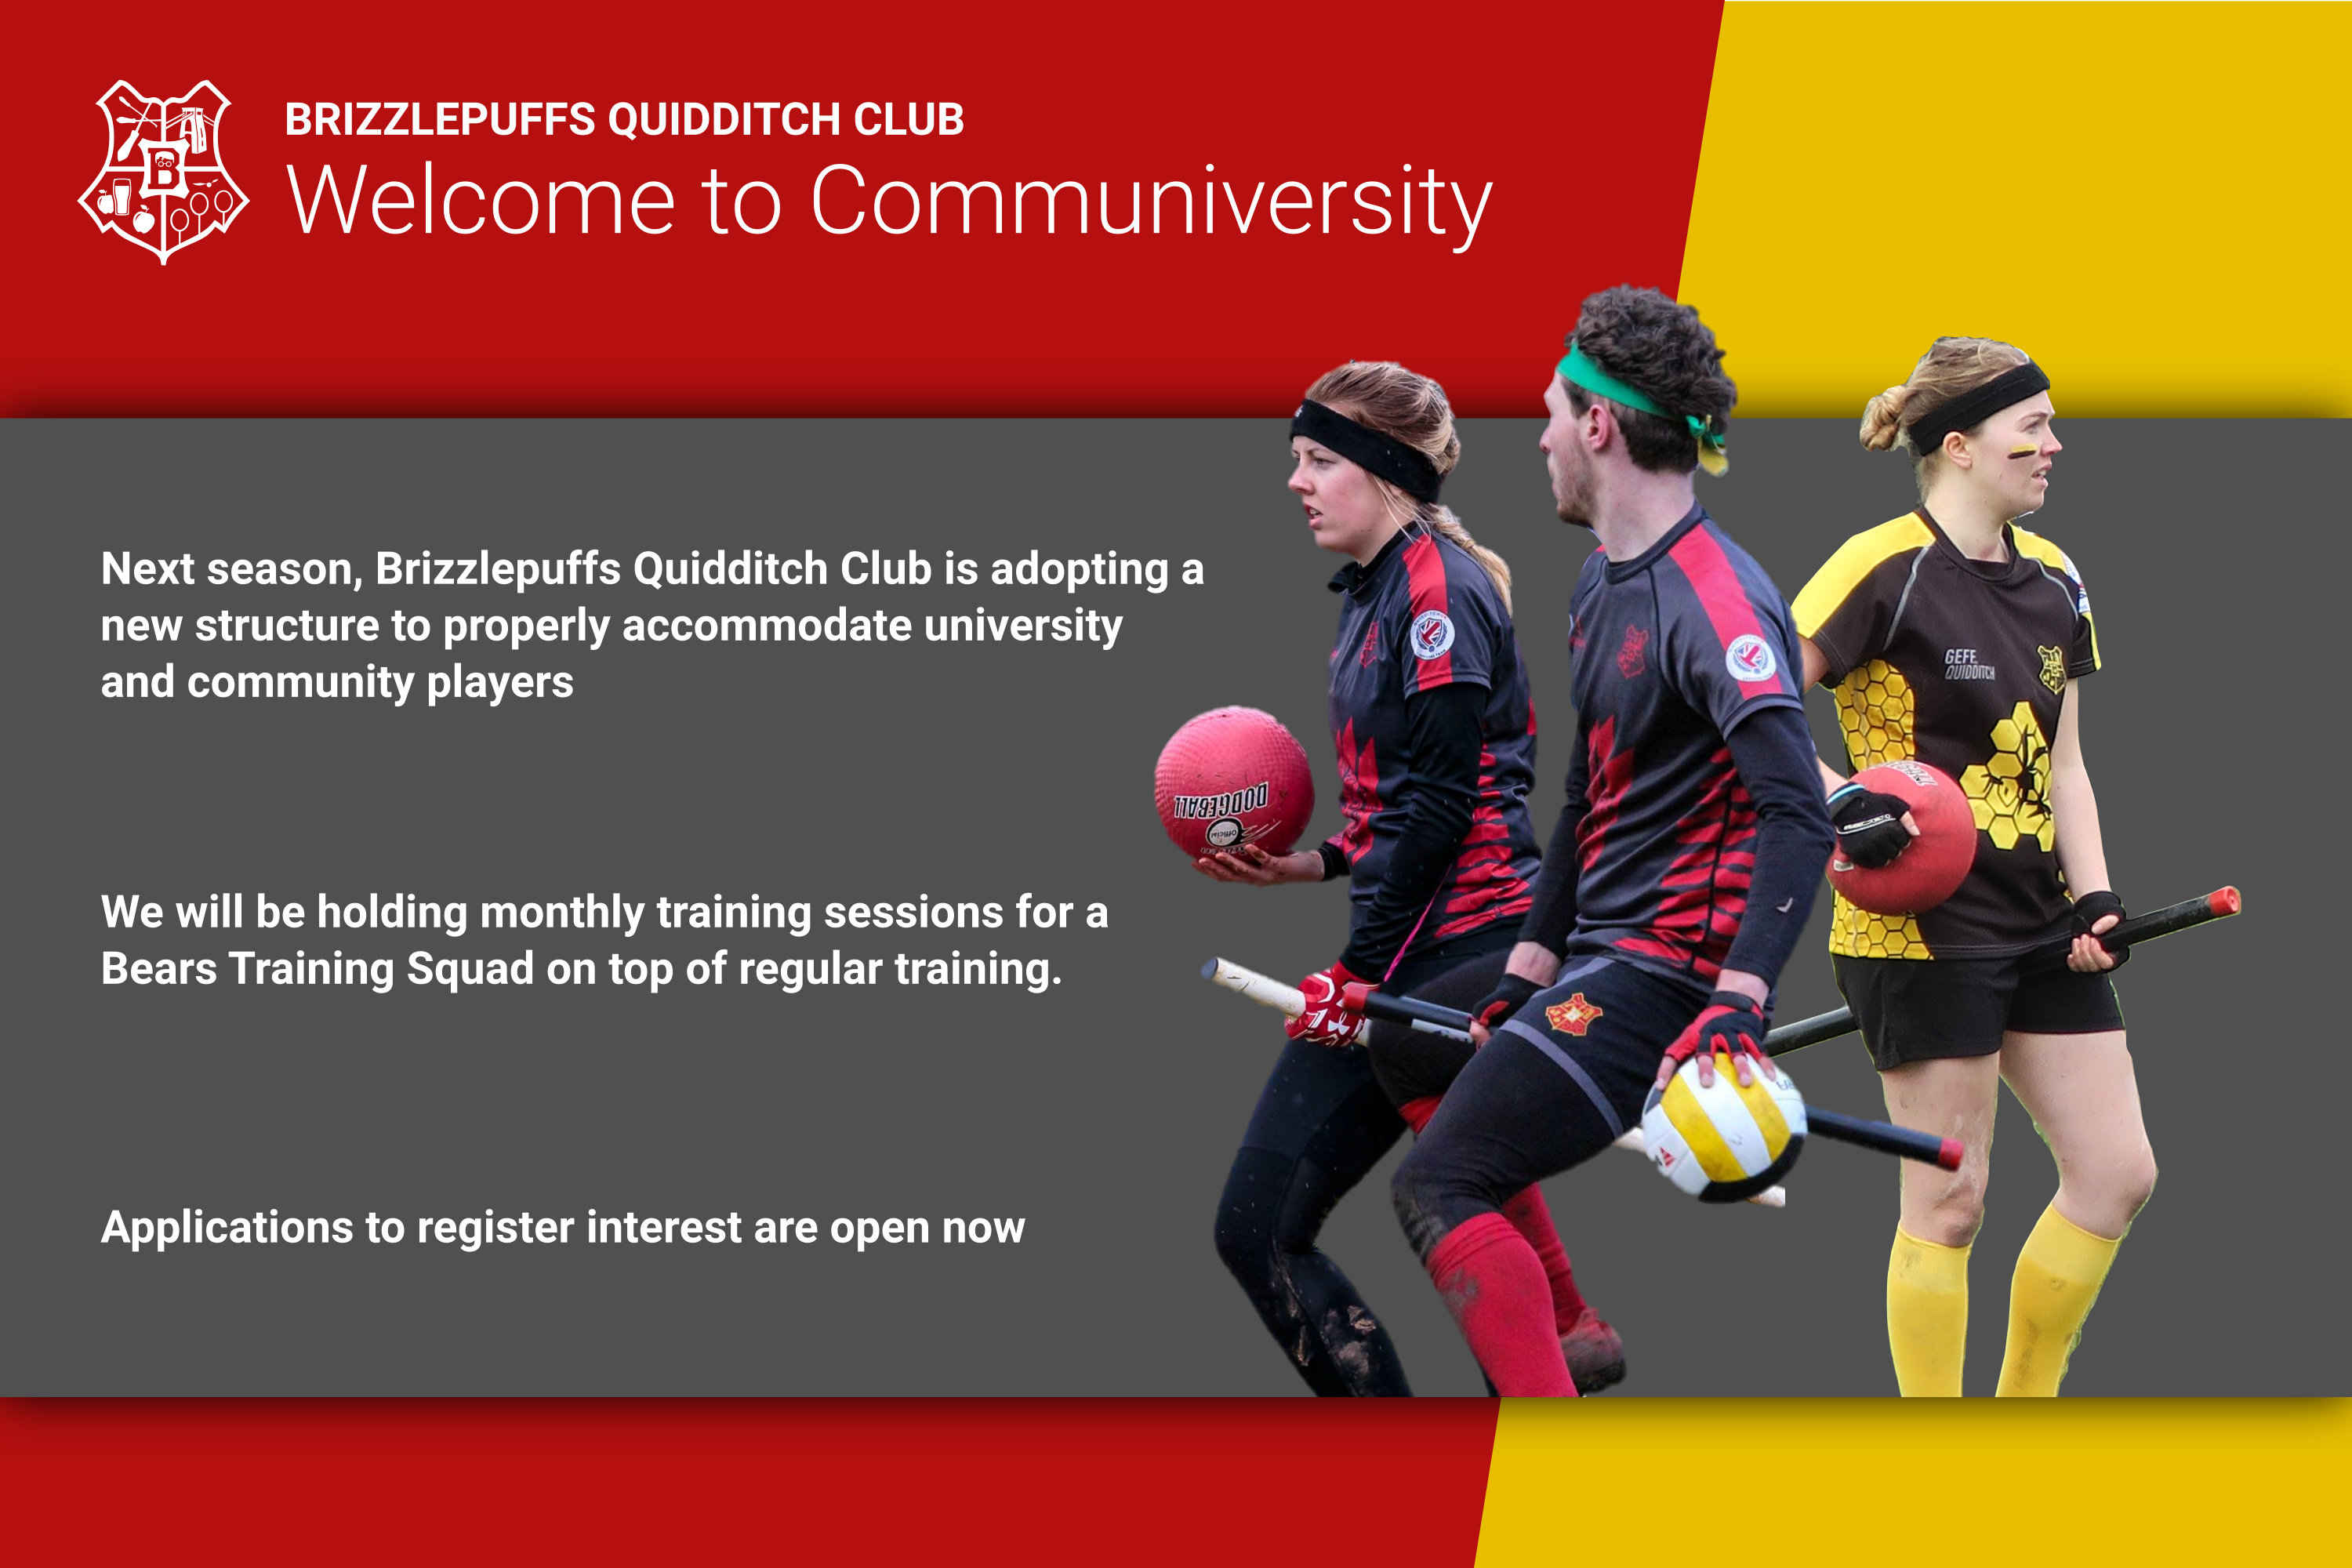 BRIZZLEPUFFS QUIDDITCH CLUB
Welcome to Communiversity
B
Next season, Brizzlepuffs Quidditch Club is adopting a
new structure to properly accommodate university
and community players
We will be holding monthly training sessions for a
Bears Training Squad on top of regular training.
Applications to register interest are open now
DODGEBALL
Official
GEFF.
QUIDDITCH